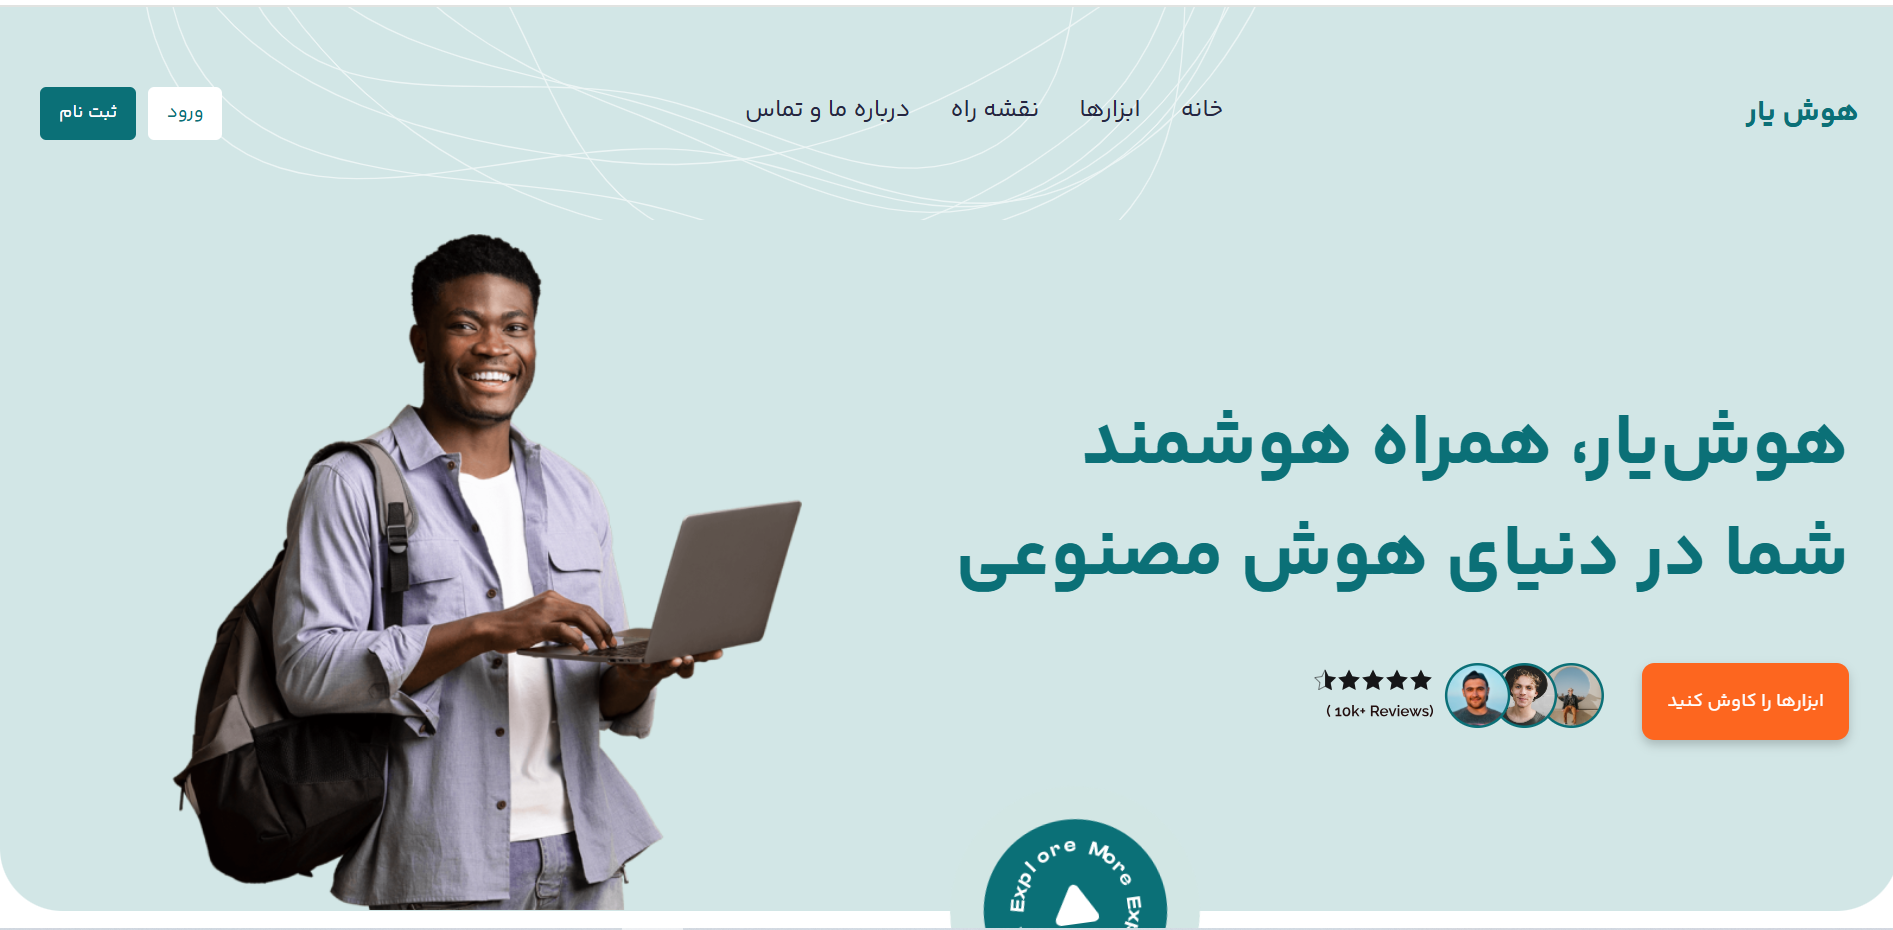 هوش یار
خانه
ابزارها
نقشه راه
درباره ما و تماس
ورود
ثبت نام
هوش‌یار، همراه هوشمند
شما در دنیای هوش مصنوعی
ابزارها را کاوش کنید
( 10k+ Reviews)
Explore More Exp